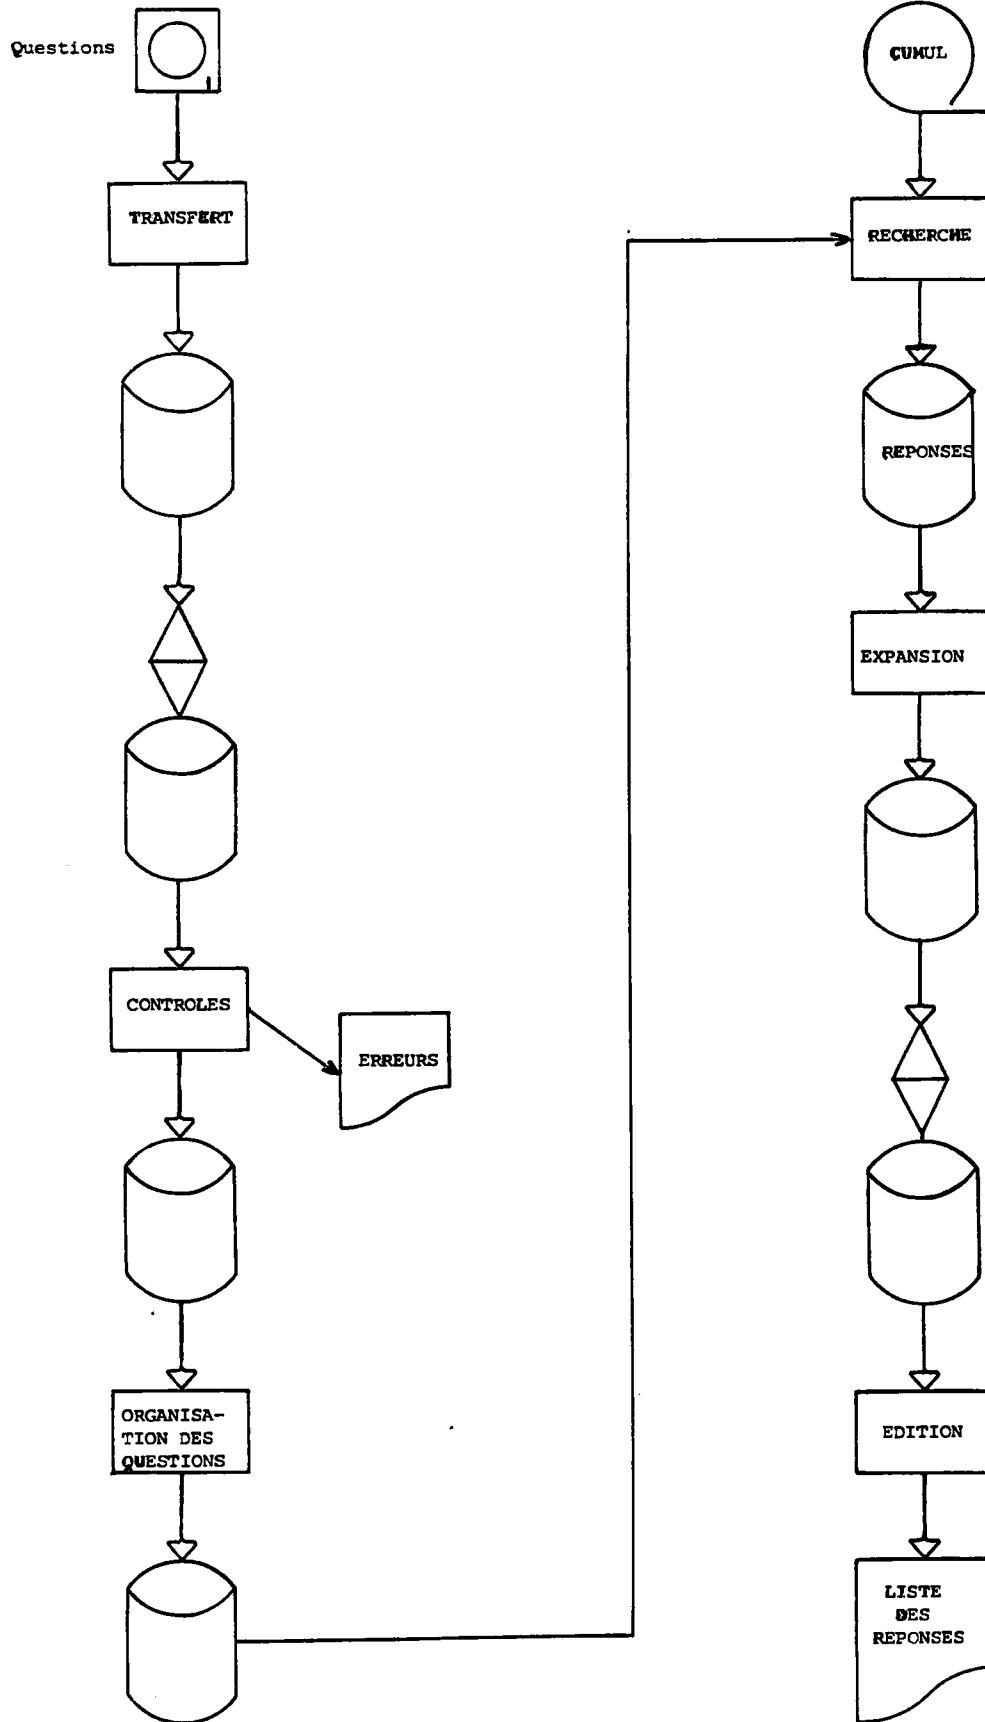 Questions
TRANSFERT
CONTROLES
ERREURS
ORGANISA-
TION DES
QUESTIONS
CUMUL
RECHERCHE
REPONSES
EXPANSION
EDITION
LISTE
DES
REPONSES